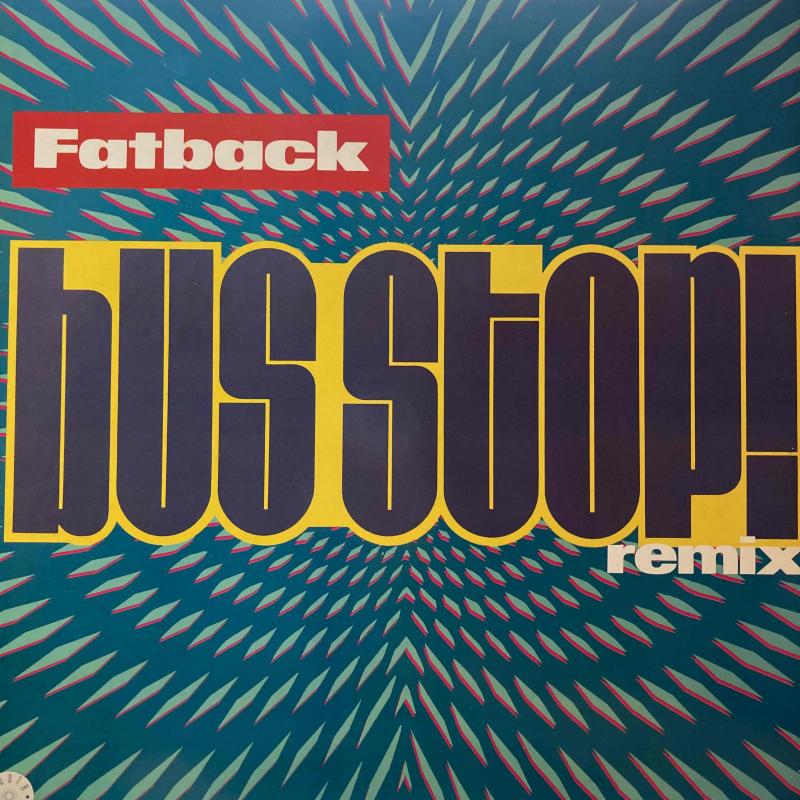 Fatback
bus stop!
remix